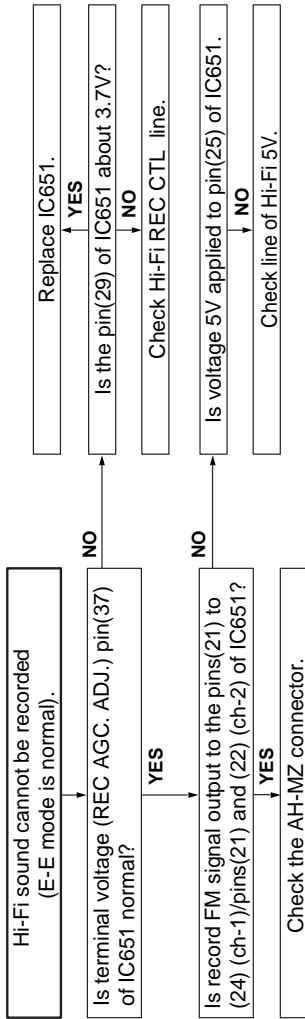 Hi-Fi sound cannot be recorded
(E-E mode is normal).
Is terminal voltage (REC AGC. ADJ.) pin(37)
of IC651 normal?
NO
YES
Is record FM signal output to the pins(21) to
(24) (ch-1)/pins(21) and (22) (ch-2) of IC651?
NO
YES
Check the AH-MZ connector.
Replace IC651.
YES
Is the pin(29) of IC651 about 3.7V?
NO
Check Hi-Fi REC CTL line.
Is voltage 5V applied to pin(25) of IC651.
NO
Check line of Hi-Fi 5V.